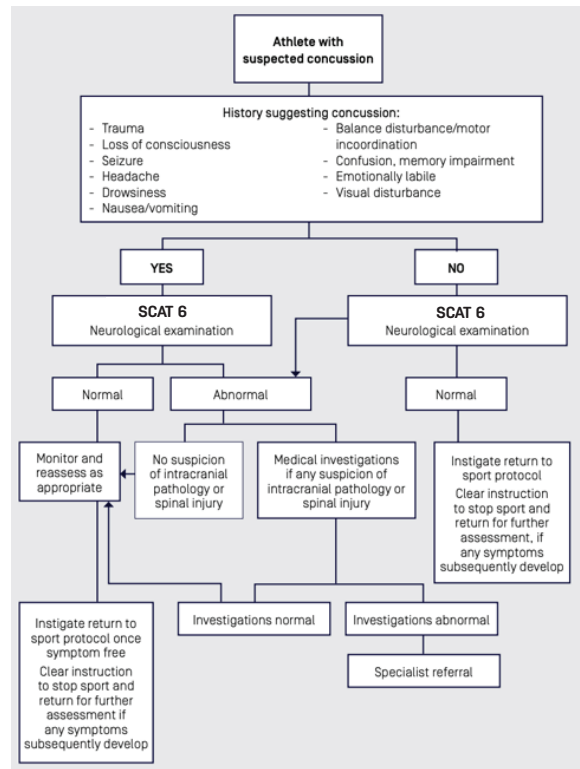 Athlete with
suspected concussion
History suggesting concussion:
- Trauma
- Loss of consciousness
- Seizure
- Headache
- Drowsiness
- Nausea/vomiting
- Balance disturbance/motor
incoordination
- Confusion, memory impairment
- Emotionally labile
- Visual disturbance
YES
NO
SCAT 6
Neurological examination
SCAT 6
Neurological examination
Normal
Abnormal
Normal
Monitor and
reassess as
appropriate
No suspicion
of intracranial
pathology or
spinal injury
Medical investigations
if any suspicion of
intracranial pathology or
spinal injury
Instigate return to
sport protocol
Clear instruction
to stop sport and
return for further
assessment, if
any symptoms
subsequently develop
Investigations normal
Investigations abnormal
Specialist referral
Instigate return to
sport protocol once
symptom free
Clear instruction
to stop sport and
return for further
assessment if
any symptoms
subsequently develop